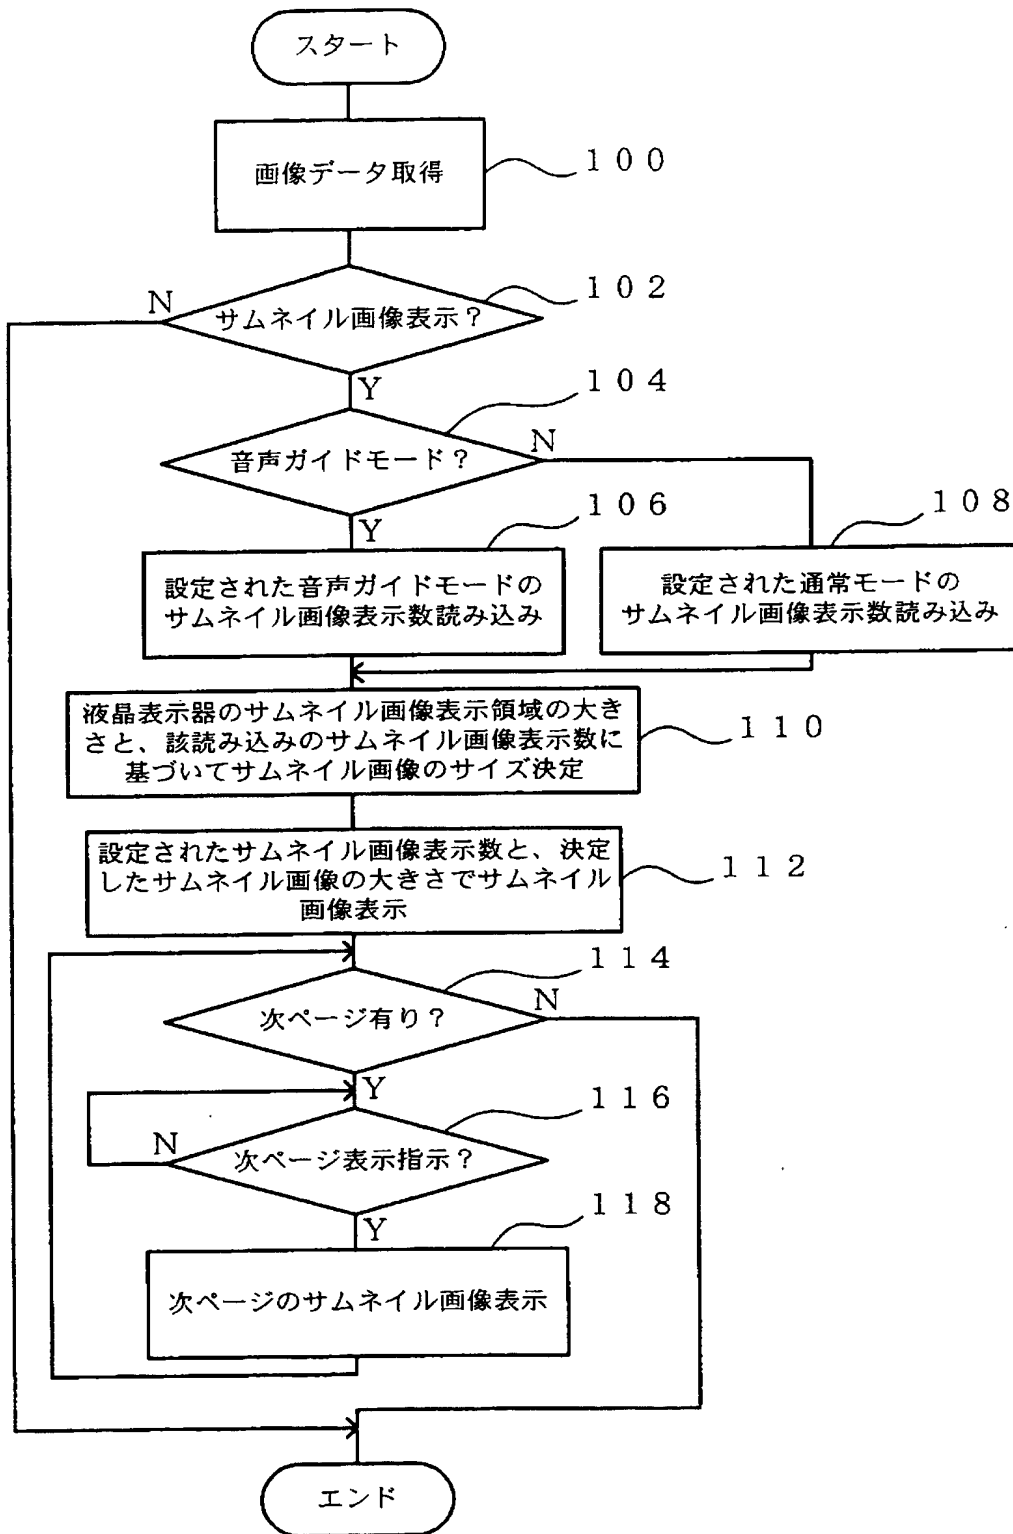 スタート
画像データ取得
１００
サムネイル画像表示？
１０２
N
Y
音声ガイドモード？
１０４
N
Y
設定された音声ガイドモードの
サムネイル画像表示数読み込み
１０６
設定された通常モードの
サムネイル画像表示数読み込み
１０８
液晶表示器のサムネイル画像表示領域の大き
さと、該読み込みのサムネイル画像表示数に
基づいてサムネイル画像のサイズ決定
１１０
設定されたサムネイル画像表示数と、決定
したサムネイル画像の大きさでサムネイル
画像表示
１１２
次ページ有り？
１１４
N
Y
次ページ表示指示？
１１６
N
Y
次ページのサムネイル画像表示
１１８
エンド